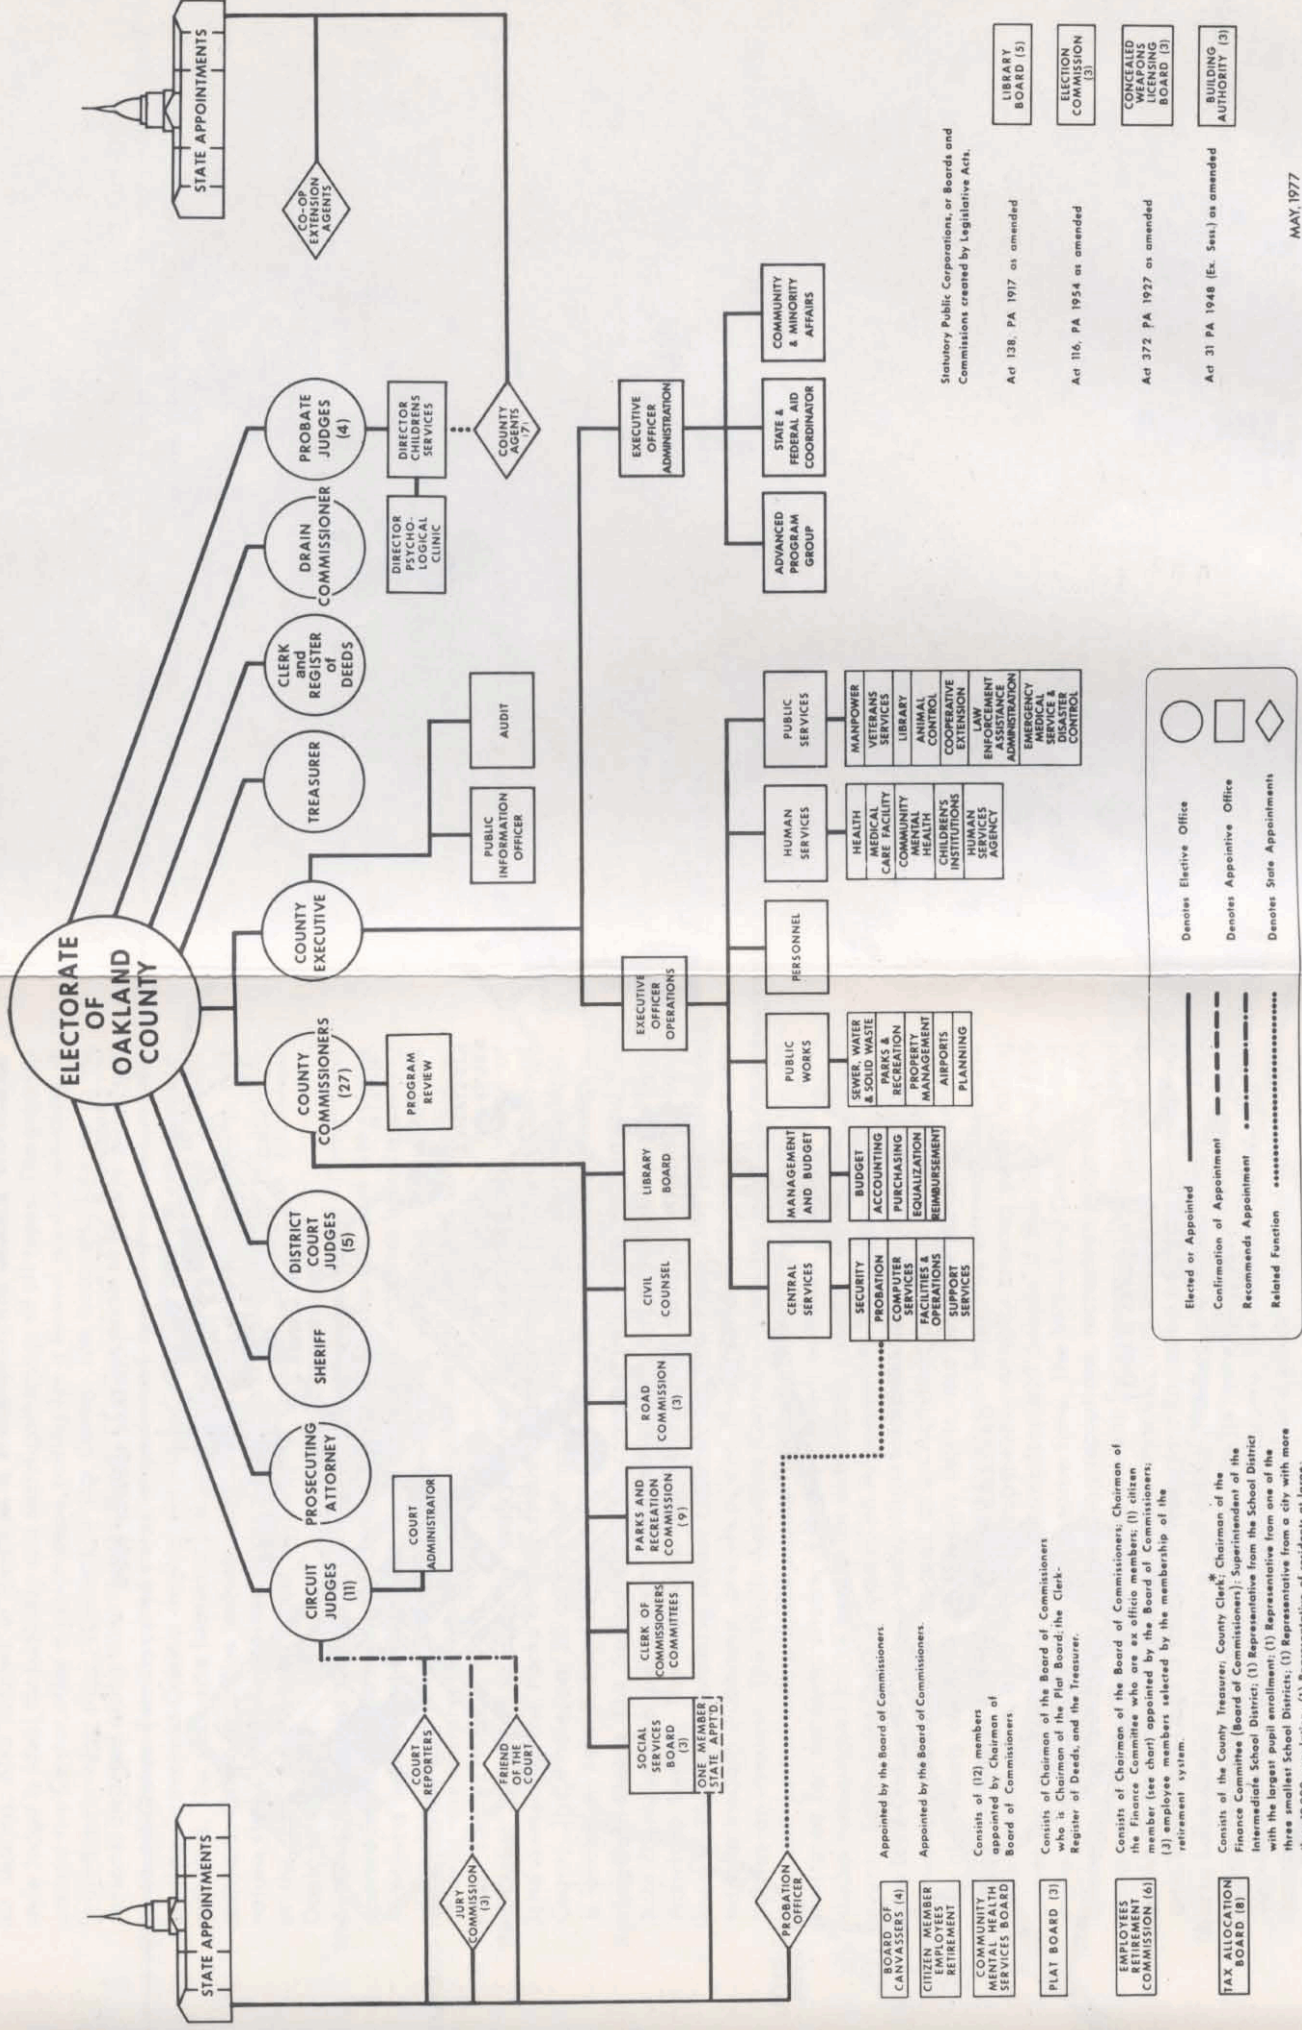 ELECTORATE
OF
OAKLAND
COUNTY
STATE APPOINTMENTS
STATE APPOINTMENTS
CIRCUIT
JUDGES
(11)
PROSECUTING
ATTORNEY
SHERIFF
DISTRICT
COURT
JUDGES
(5)
COUNTY
COMMISSIONERS
(27)
COUNTY
EXECUTIVE
TREASURER
CLERK
and
REGISTER
of
DEEDS
DRAIN
COMMISSIONER
PROBATE
JUDGES
(4)
CO-OP
EXTENSION
AGENTS
COURT
REPORTERS
COURT
ADMINISTRATOR
PROGRAM
REVIEW
DIRECTOR
PSYCHO-
LOGICAL
CLINIC
DIRECTOR
CHILDRENS
SERVICES
JURY
COMMISSION
(3)
FRIEND
OF THE
COURT
PUBLIC
INFORMATION
OFFICER
AUDIT
COUNTY
AGENTS
(7)
SOCIAL
SERVICES
BOARD
(3)
ONE MEMBER
STATE APPT'D.
CLERK OF
COMMISSIONERS
COMMITTEES
PARKS AND
RECREATION
COMMISSION
(9)
ROAD
COMMISSION
(3)
CIVIL
COUNSEL
LIBRARY
BOARD
EXECUTIVE
OFFICER
OPERATIONS
EXECUTIVE
OFFICER
ADMINISTRATION
PROBATION
OFFICER
CENTRAL
SERVICES
SECURITY
PROBATION
COMPUTER
SERVICES
FACILITIES &
OPERATIONS
SUPPORT
SERVICES
MANAGEMENT
AND BUDGET
BUDGET
ACCOUNTING
PURCHASING
EQUALIZATION
REIMBURSEMENT
PUBLIC
WORKS
SEWER, WATER
& SOLID WASTE
PARKS &
RECREATION
PROPERTY
MANAGEMENT
AIRPORTS
PLANNING
PERSONNEL
HUMAN
SERVICES
HEALTH
MEDICAL
CARE FACILITY
COMMUNITY
MENTAL
HEALTH
CHILDREN'S
INSTITUTIONS
HUMAN
SERVICES
AGENCY
PUBLIC
SERVICES
MANPOWER
VETERANS
SERVICES
LIBRARY
ANIMAL
CONTROL
COOPERATIVE
EXTENSION
LAW
ENFORCEMENT
ASSISTANCE
ADMINISTRATION
EMERGENCY
MEDICAL
SERVICE &
DISASTER
CONTROL
ADVANCED
PROGRAM
GROUP
STATE &
FEDERAL AID
COORDINATOR
COMMUNITY
& MINORITY
AFFAIRS
BOARD OF
CANVASSERS (4)
Appointed by the Board of Commissioners.
CITIZEN MEMBER
EMPLOYEES
RETIREMENT
Appointed by the Board of Commissioners.
COMMUNITY
MENTAL HEALTH
SERVICES BOARD
Consists of (12) members
appointed by Chairman of
Board of Commissioners.
PLAT BOARD (3)
Consists of Chairman of the Board of Commissioners
who is Chairman of the Plat Board; the Clerk-
Register of Deeds, and the Treasurer.
EMPLOYEES
RETIREMENT
COMMISSION (6)
Consists of Chairman of the Board of Commissioners; Chairman of
the Finance Committee who are ex officio members; (1) citizen
member (see chart) appointed by the Board of Commissioners;
(3) employee members selected by the membership of the
retirement system.
TAX ALLOCATION
BOARD (8)
Consists of the County Treasurer; County Clerk*; Chairman of the
Finance Committee (Board of Commissioners); Superintendent of the
Intermediate School District; (1) Representative from the School District
with the largest pupil enrollment; (1) Representative from one of the
three smallest School Districts; (1) Representative from a city with more
Elected or Appointed
Denotes Elective Office
Confirmation of Appointment
Denotes Appointive Office
Recommends Appointment
Related Function
Denotes State Appointments
Statutory Public Corporations, or Boards and
Commissions created by Legislative Acts.
Act 138, PA 1917 as amended
LIBRARY
BOARD (5)
Act 116, PA 1954 as amended
ELECTION
COMMISSION
(3)
Act 372 PA 1927 as amended
CONCEALED
WEAPONS
LICENSING
BOARD (3)
Act 31 PA 1948 (Ex. Sess.) as amended
BUILDING
AUTHORITY (3)
MAY, 1977